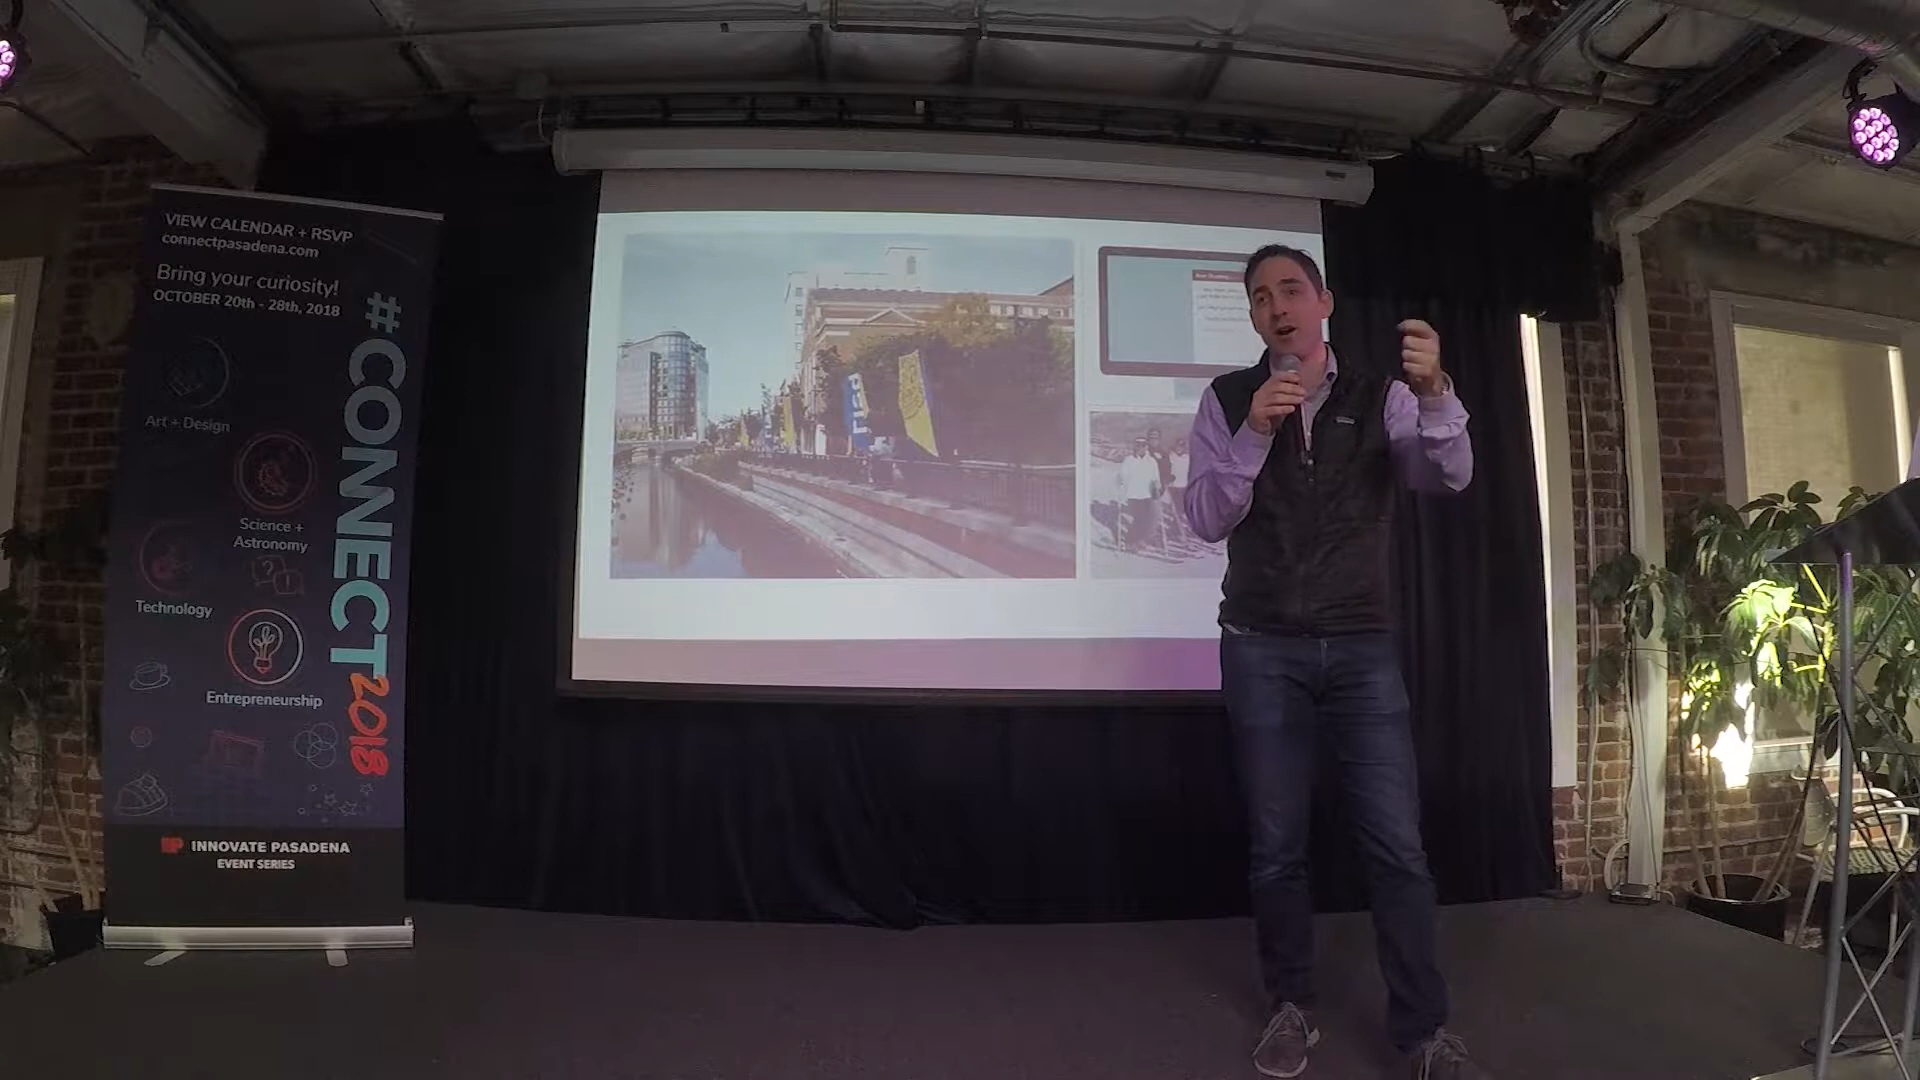 VIEW CALENDAR + RSVP
connectpasadena.com
Bring your curiosity!
OCTOBER 20th - 28th, 2018
#CONNECT2018
Art + Design
Science +
Astronomy
Technology
Entrepreneurship
INNOVATE PASADENA
EVENT SERIES